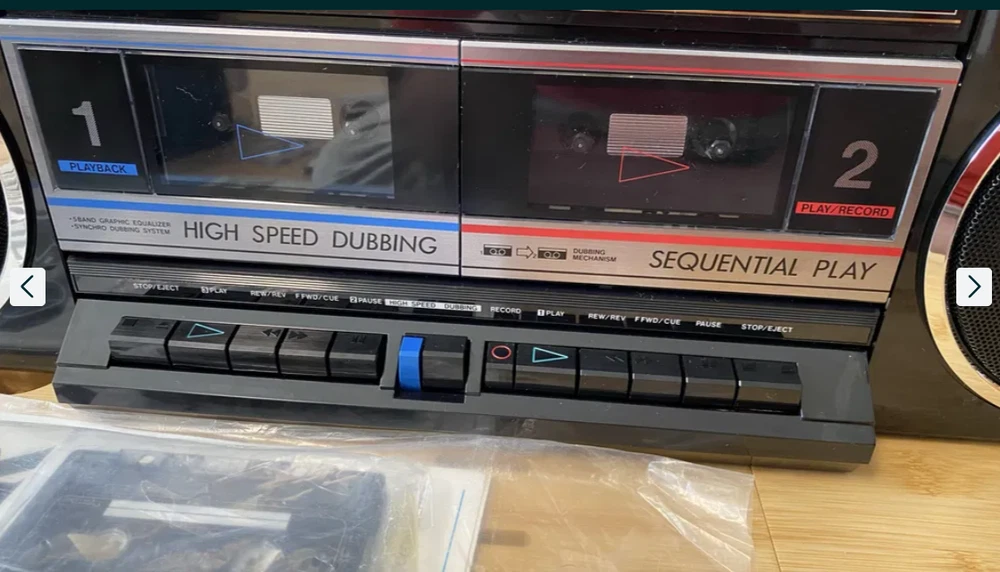 1
PLAYBACK
•5BAND GRAPHIC EQUALIZER
•SYNCHRO DUBBING SYSTEM
HIGH SPEED DUBBING
2
PLAY/RECORD
DUBBING
MECHANISM
SEQUENTIAL PLAY
STOP/EJECT
PLAY
REW/REV
F FWD/CUE
2 PAUSE
HIGH SPEED DUBBING
RECORD
1 PLAY
REW/REV
F FWD/CUE
PAUSE
STOP/EJECT